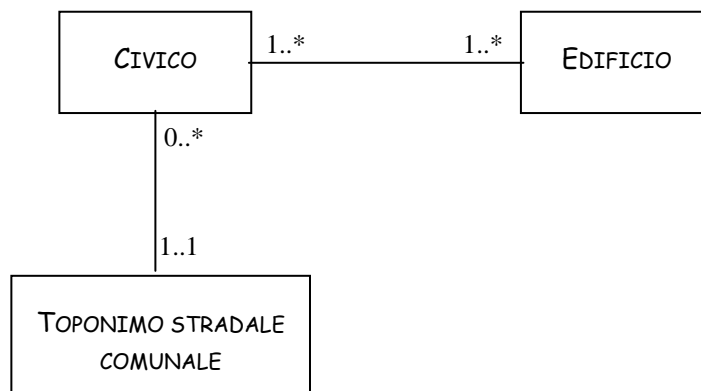 CIVICO
1..*
1..*
EDIFICIO
0..*
1..1
TOPONIMO STRADALE
COMUNALE